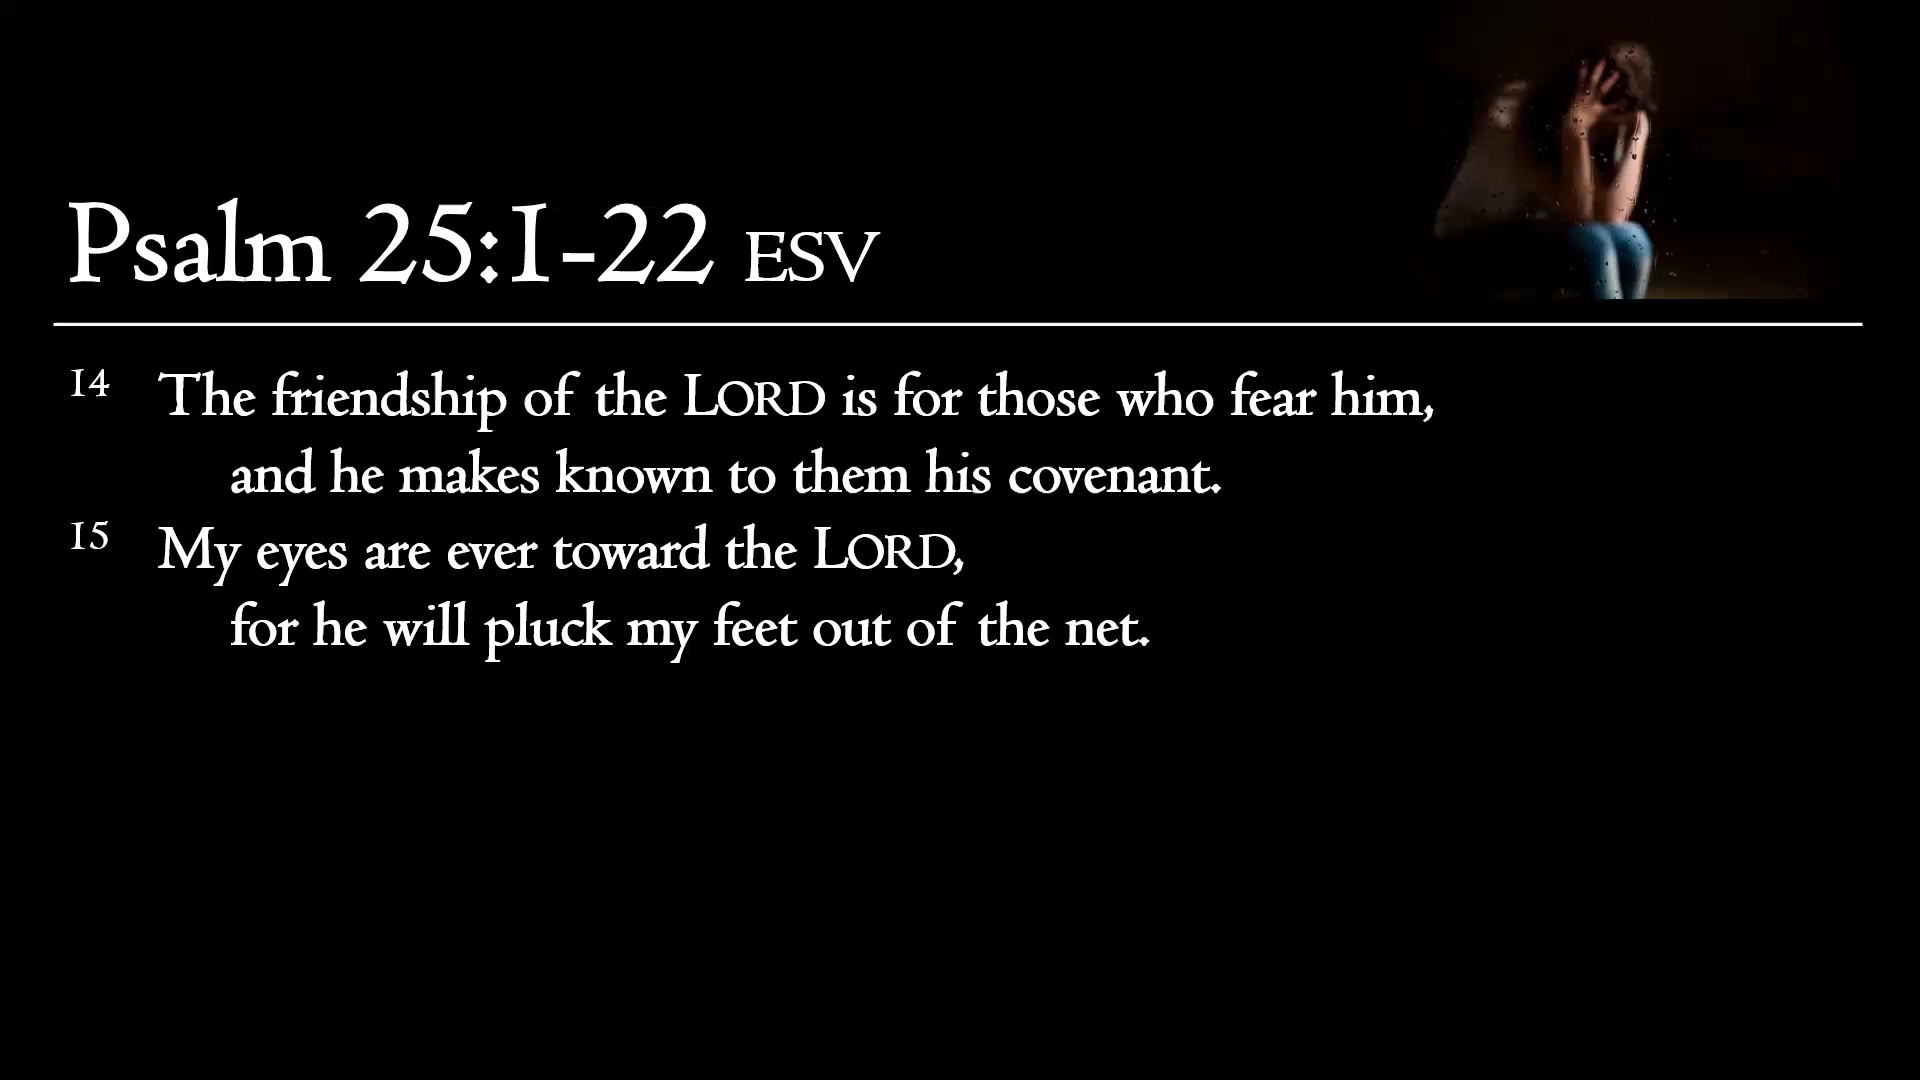 Psalm 25:1-22 ESV
14 The friendship of the LORD is for those who fear him,
and he makes known to them his covenant.
15 My eyes are ever toward the LORD,
for he will pluck my feet out of the net.